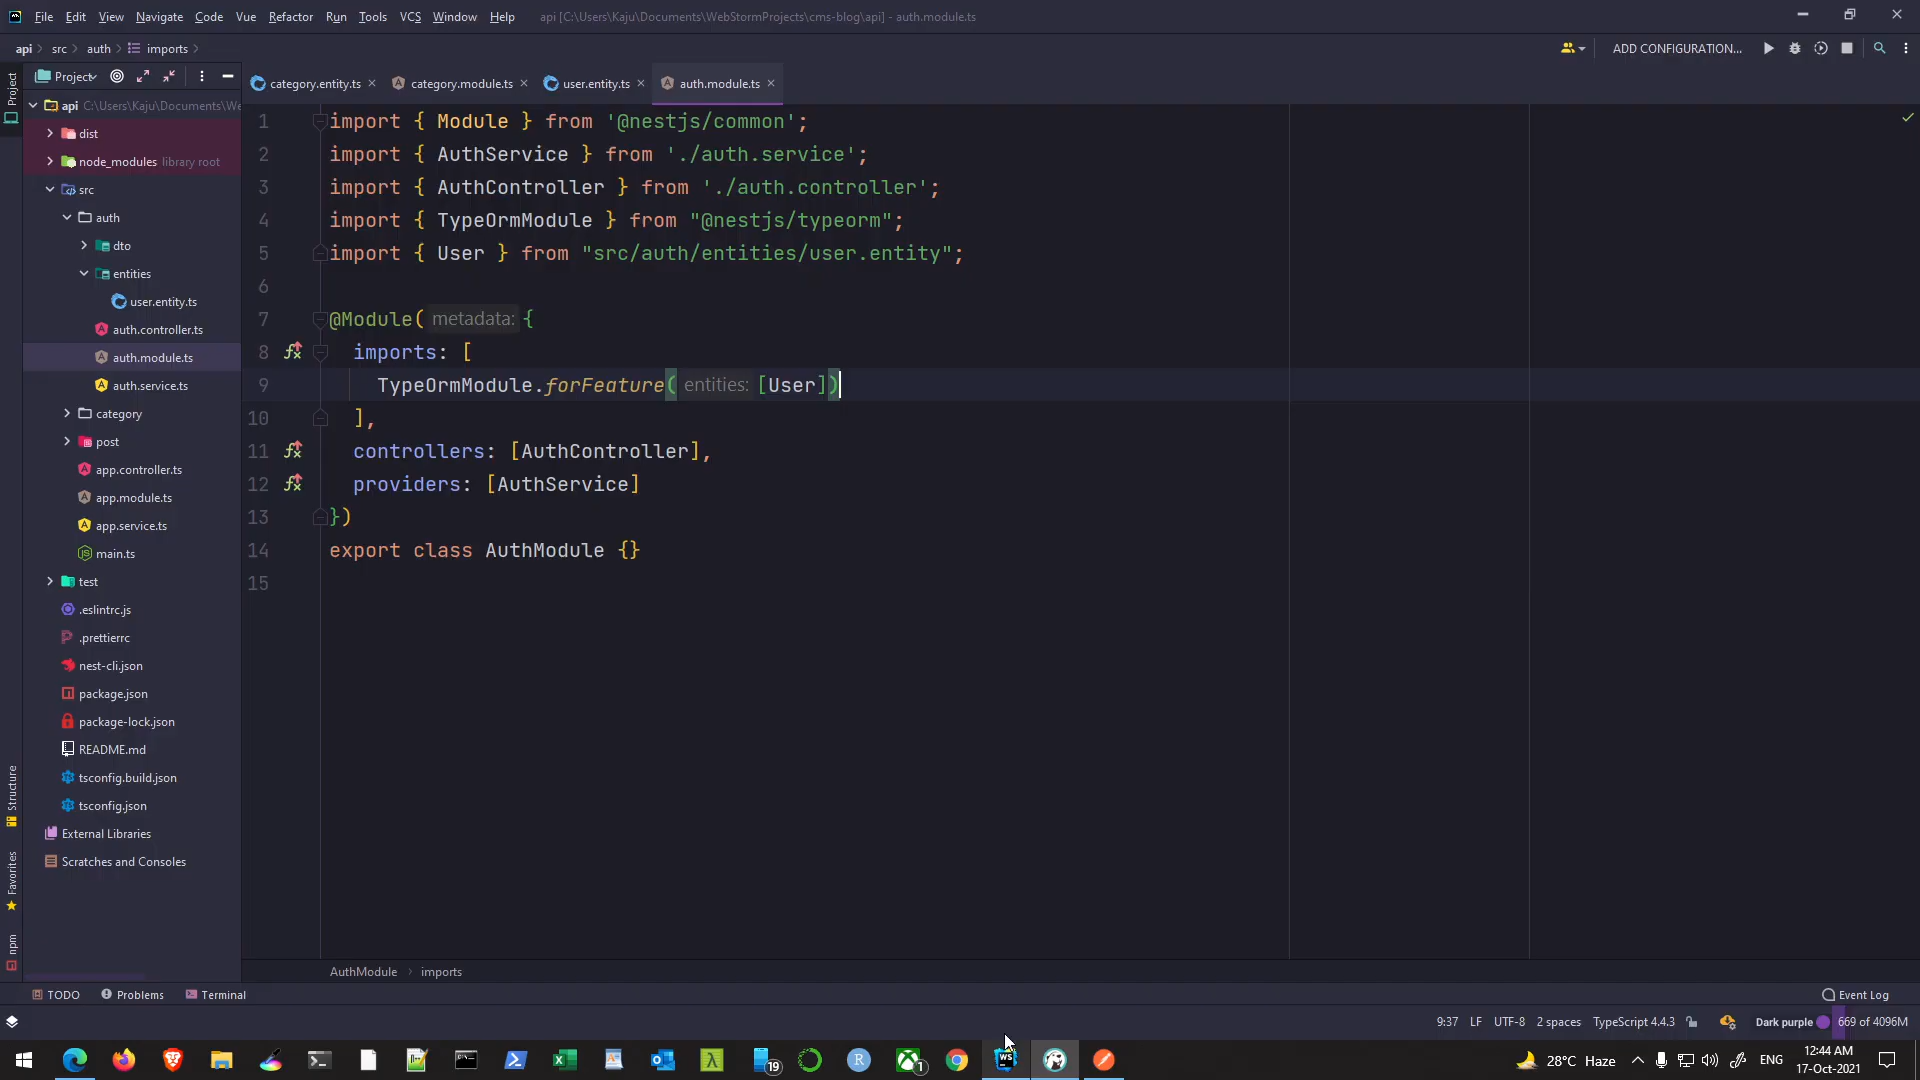 File Edit View Navigate Code Vue Refactor Run Tools VCS Window Help api [C:\Users\Kaju\Documents\WebStormProjects\cms-blog\api] - auth.module.ts
api src auth imports ADD CONFIGURATION...
Project
Project category.entity.ts category.module.ts user.entity.ts auth.module.ts
api C:\Users\Kaju\Documents\We
dist
node_modules library root
src
auth
dto
entities
user.entity.ts
auth.controller.ts
auth.module.ts
auth.service.ts
category
post
app.controller.ts
app.module.ts
app.service.ts
main.ts
test
.eslintrc.js
.prettierrc
nest-cli.json
package.json
package-lock.json
README.md
tsconfig.build.json
tsconfig.json
External Libraries
Scratches and Consoles
1 import { Module } from '@nestjs/common';
2 import { AuthService } from './auth.service';
3 import { AuthController } from './auth.controller';
4 import { TypeOrmModule } from "@nestjs/typeorm";
5 import { User } from "src/auth/entities/user.entity";
6
7 @Module( metadata: {
8 imports: [
9 TypeOrmModule.forFeature( entities: [User])
10 ],
11 controllers: [AuthController],
12 providers: [AuthService]
13 })
14 export class AuthModule {}
15
Structure
Favorites
npm
AuthModule imports
TODO Problems Terminal Event Log
9:37 LF UTF-8 2 spaces TypeScript 4.4.3 Dark purple 669 of 4096M
19 R 1 WS 28°C Haze ENG 12:44 AM
17-Oct-2021